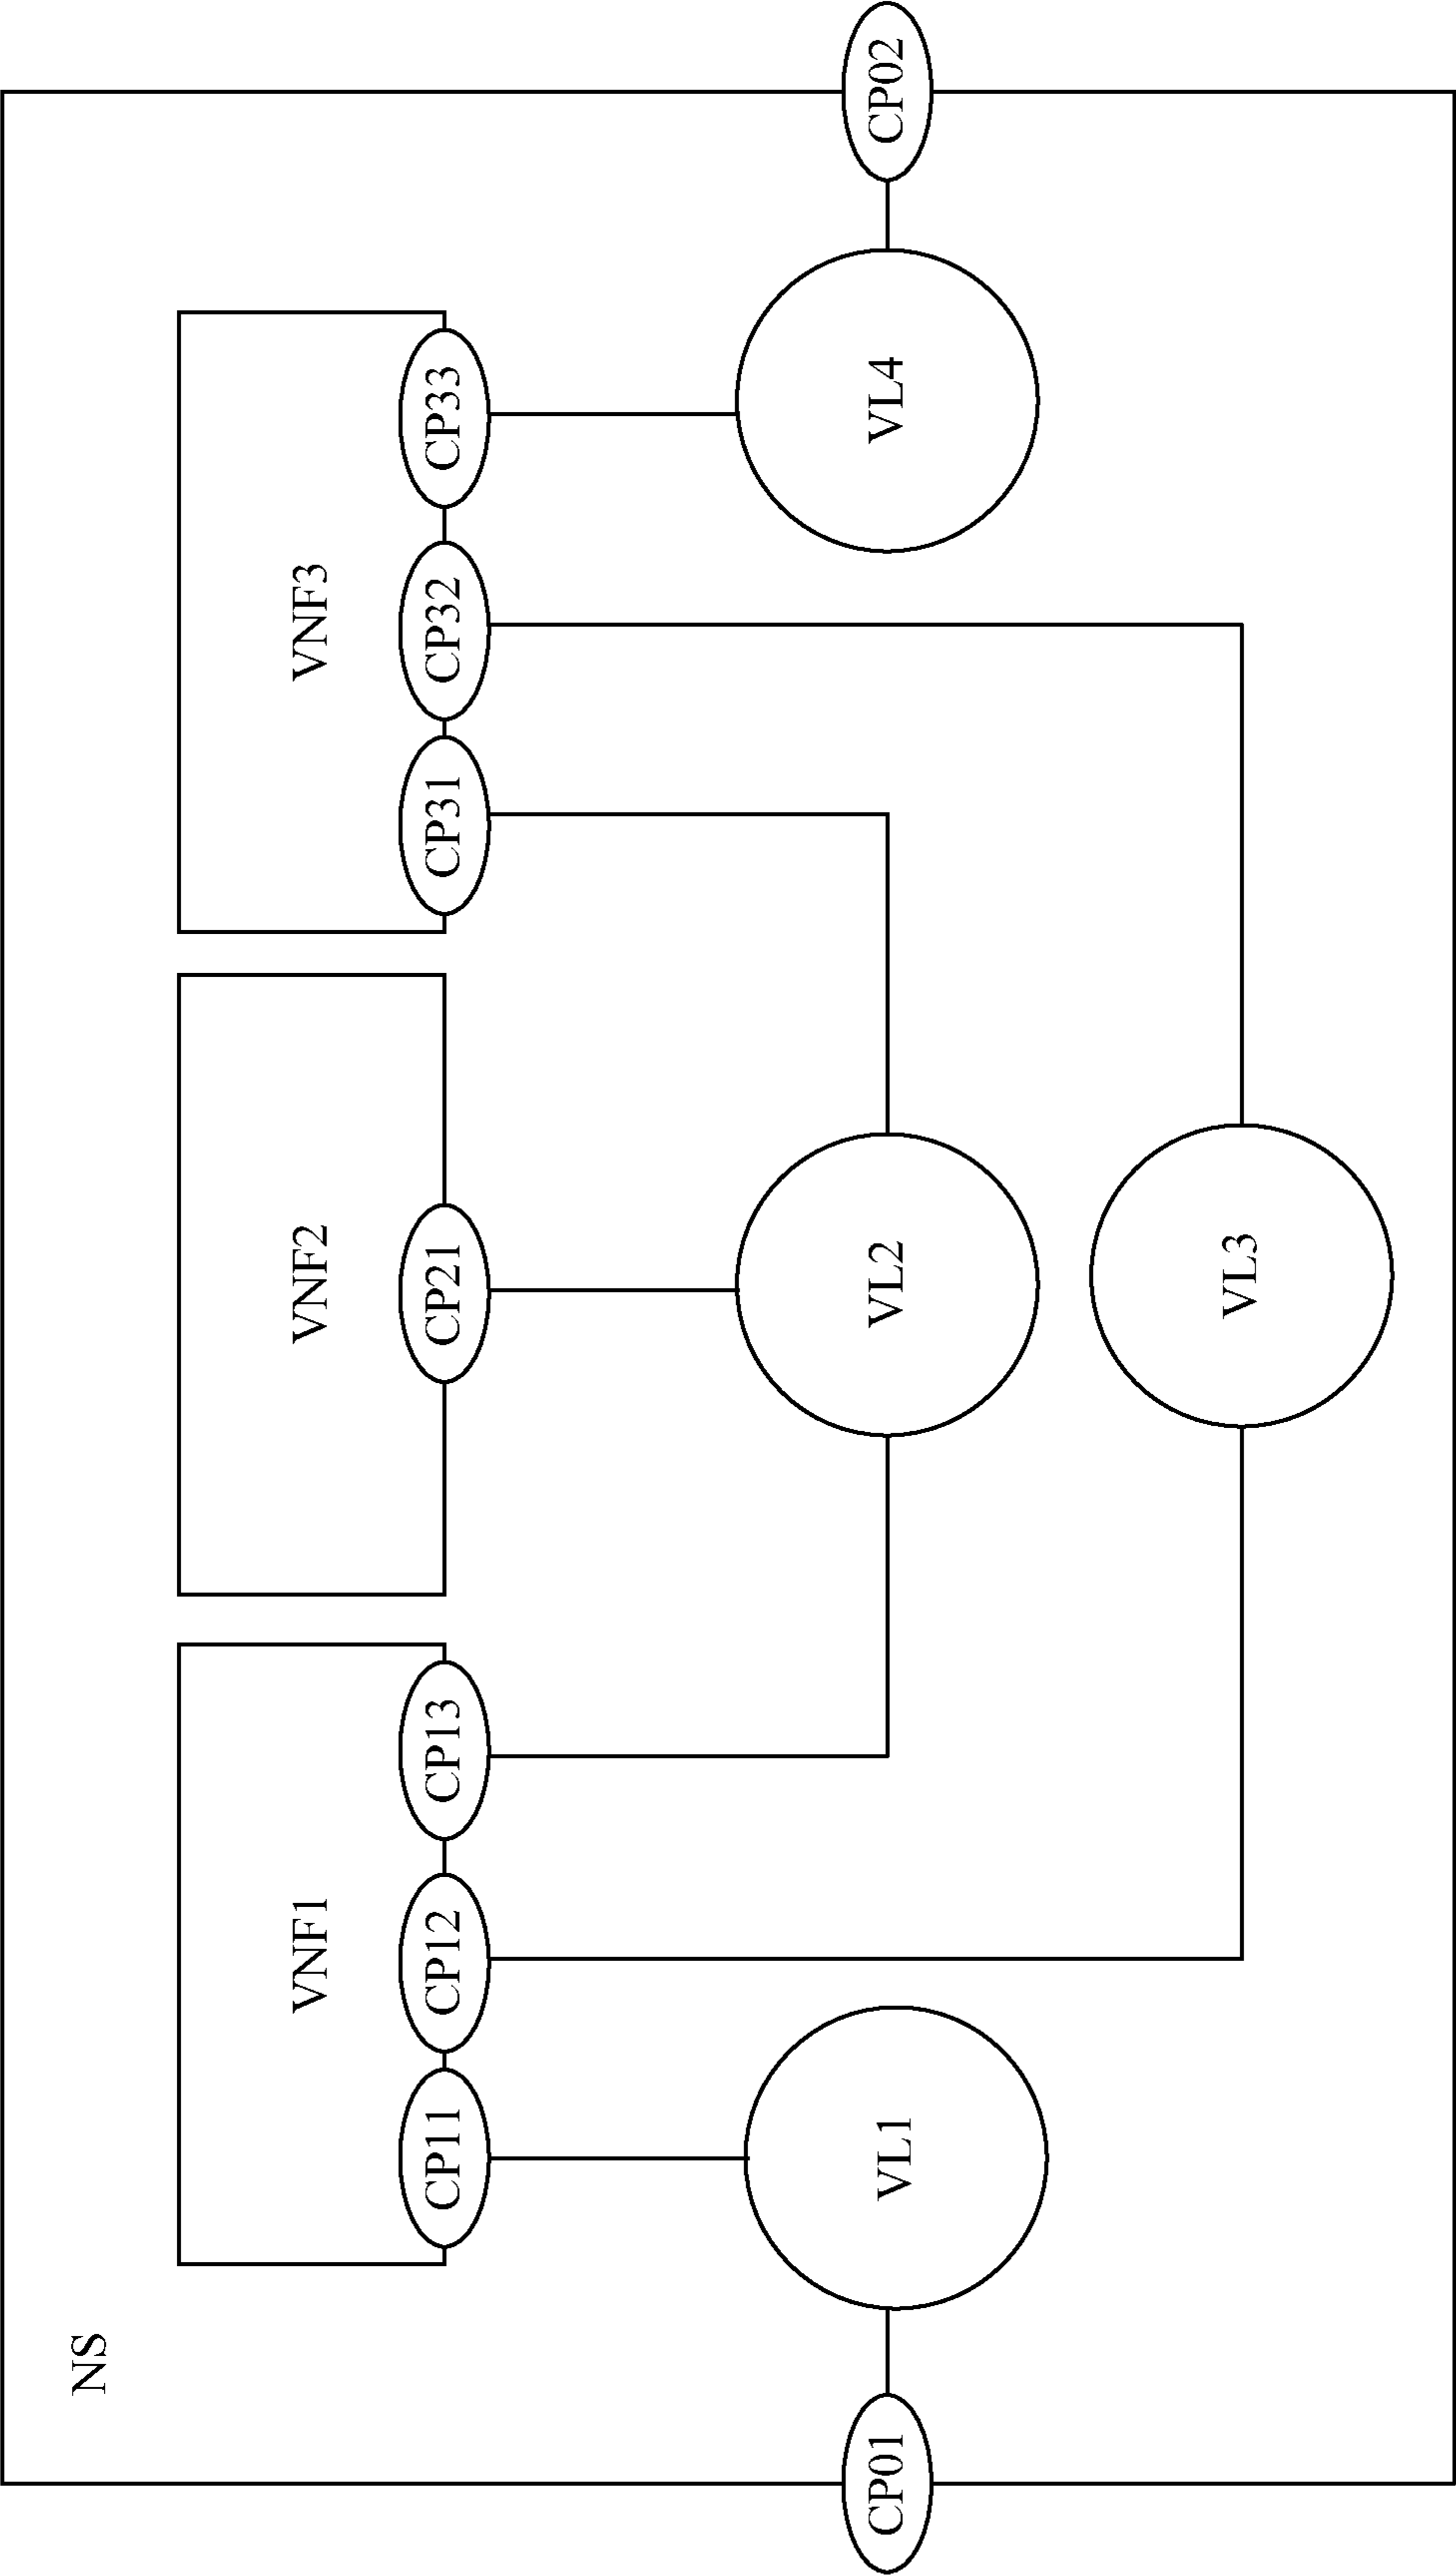 NS
VNF1
VNF2
VNF3
CP11
CP12
CP13
CP21
CP31
CP32
CP33
CP01
VL1
VL2
VL4
CP02
VL3